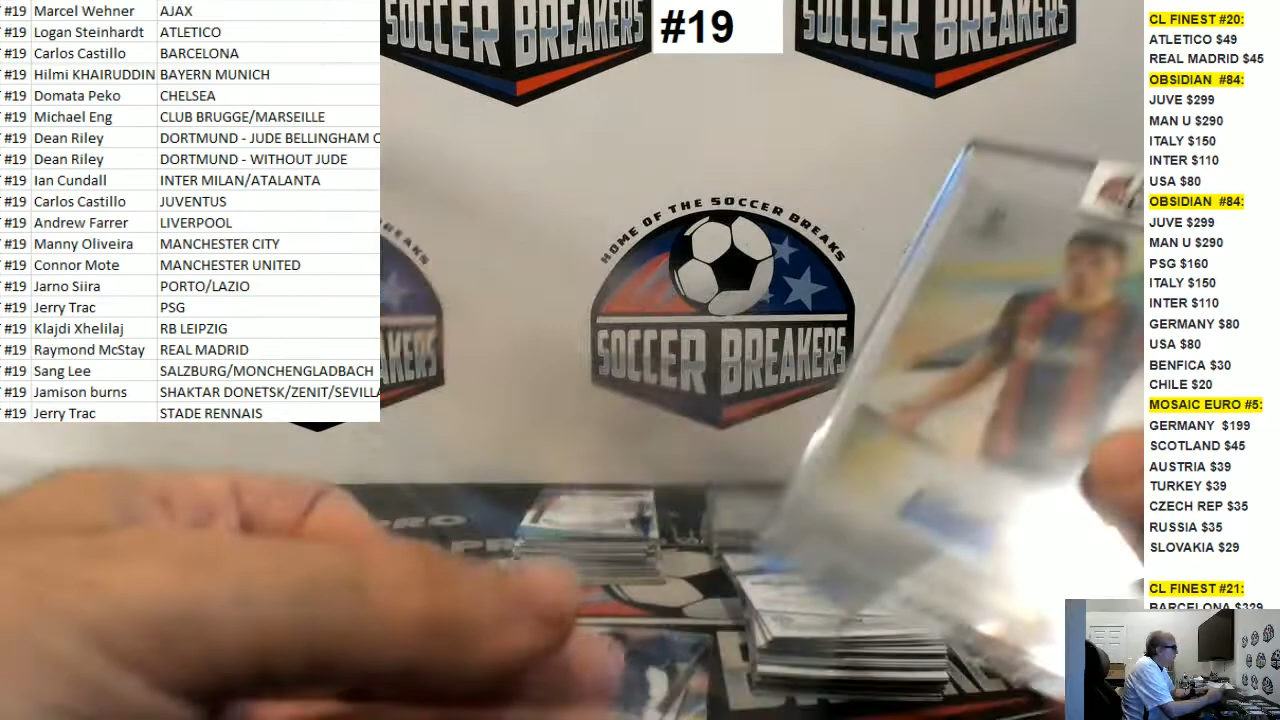 #19 Marcel Wehner AJAX
#19 Logan Steinhardt ATLETICO
#19 Carlos Castillo BARCELONA
#19 Hilmi KHAIRUDDIN BAYERN MUNICH
#19 Domata Peko CHELSEA
#19 Michael Eng CLUB BRUGGE/MARSEILLE
#19 Dean Riley DORTMUND - JUDE BELLINGHAM
#19 Dean Riley DORTMUND - WITHOUT JUDE
#19 Ian Cundall INTER MILAN/ATALANTA
#19 Carlos Castillo JUVENTUS
#19 Andrew Farrer LIVERPOOL
#19 Manny Oliveira MANCHESTER CITY
#19 Connor Mote MANCHESTER UNITED
#19 Jarno Siira PORTO/LAZIO
#19 Jerry Trac PSG
#19 Klajdi Xhelilaj RB LEIPZIG
#19 Raymond McStay REAL MADRID
#19 Sang Lee SALZBURG/MONCHENGLADBACH
#19 Jamison burns SHAKTAR DONETSK/ZENIT/SEVILLA
#19 Jerry Trac STADE RENNAIS
SOCCER BREAKERS
#19
SOCCER BREAKERS
HOME OF THE SOCCER BREAKS
SOCCER BREAKERS
BREAKS
AKERS
PRO
CL FINEST #20:
ATLETICO $49
REAL MADRID $45
OBSIDIAN #84:
JUVE $299
MAN U $290
ITALY $150
INTER $110
USA $80
OBSIDIAN #84:
JUVE $299
MAN U $290
PSG $160
ITALY $150
INTER $110
GERMANY $80
USA $80
BENFICA $30
CHILE $20
MOSAIC EURO #5:
GERMANY $199
SCOTLAND $45
AUSTRIA $39
TURKEY $39
CZECH REP $35
RUSSIA $35
SLOVAKIA $29
CL FINEST #21:
BARCELONA $329